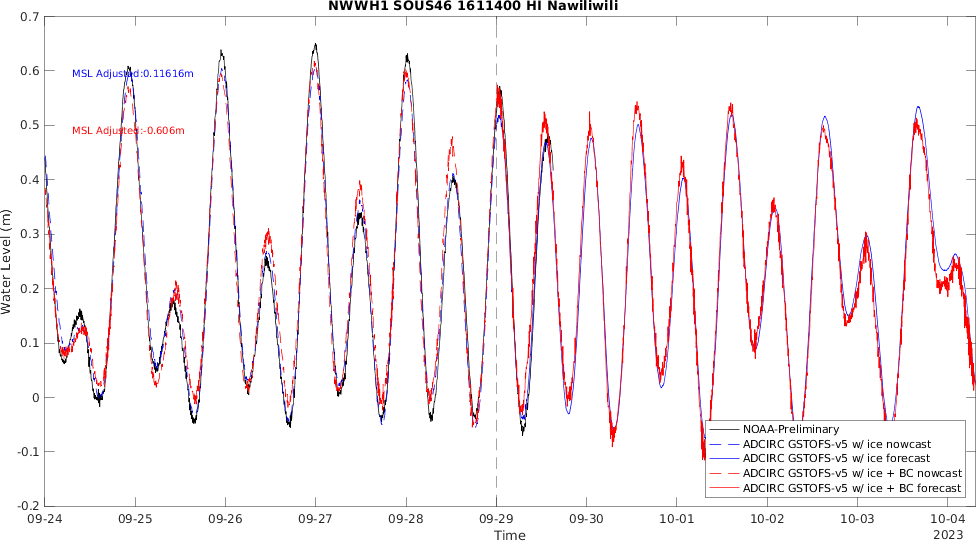 NWWH1 SOUS46 1611400 HI Nawiliwili
0.7
0.6
0.5
0.4
0.3
0.2
0.1
0
-0.1
-0.2
Water Level (m)
MSL Adjusted:0.11616m
MSL Adjusted:-0.606m
NOAA-Preliminary
ADCIRC GSTOFS-v5 w/ ice nowcast
ADCIRC GSTOFS-v5 w/ ice forecast
ADCIRC GSTOFS-v5 w/ ice + BC nowcast
ADCIRC GSTOFS-v5 w/ ice + BC forecast
09-24 09-25 09-26 09-27 09-28 09-29 09-30 10-01 10-02 10-03 10-04
Time
2023